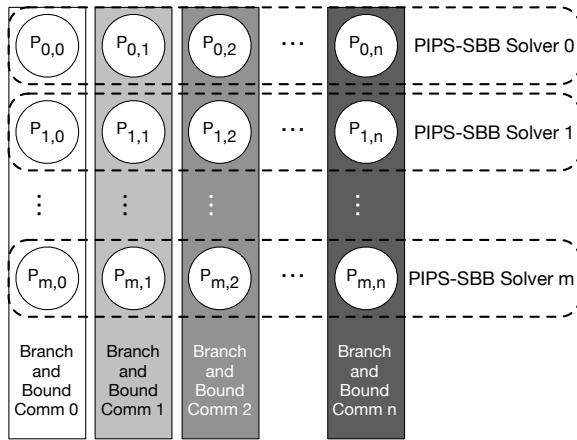 P0,0 P0,1 P0,2 ... P0,n PIPS-SBB Solver 0
P1,0 P1,1 P1,2 ... P1,n PIPS-SBB Solver 1
⋮ ⋮ ⋮ ⋮
Pm,0 Pm,1 Pm,2 ... Pm,n PIPS-SBB Solver m
Branch
and
Bound
Comm 0
Branch
and
Bound
Comm 1
Branch
and
Bound
Comm 2
Branch
and
Bound
Comm n